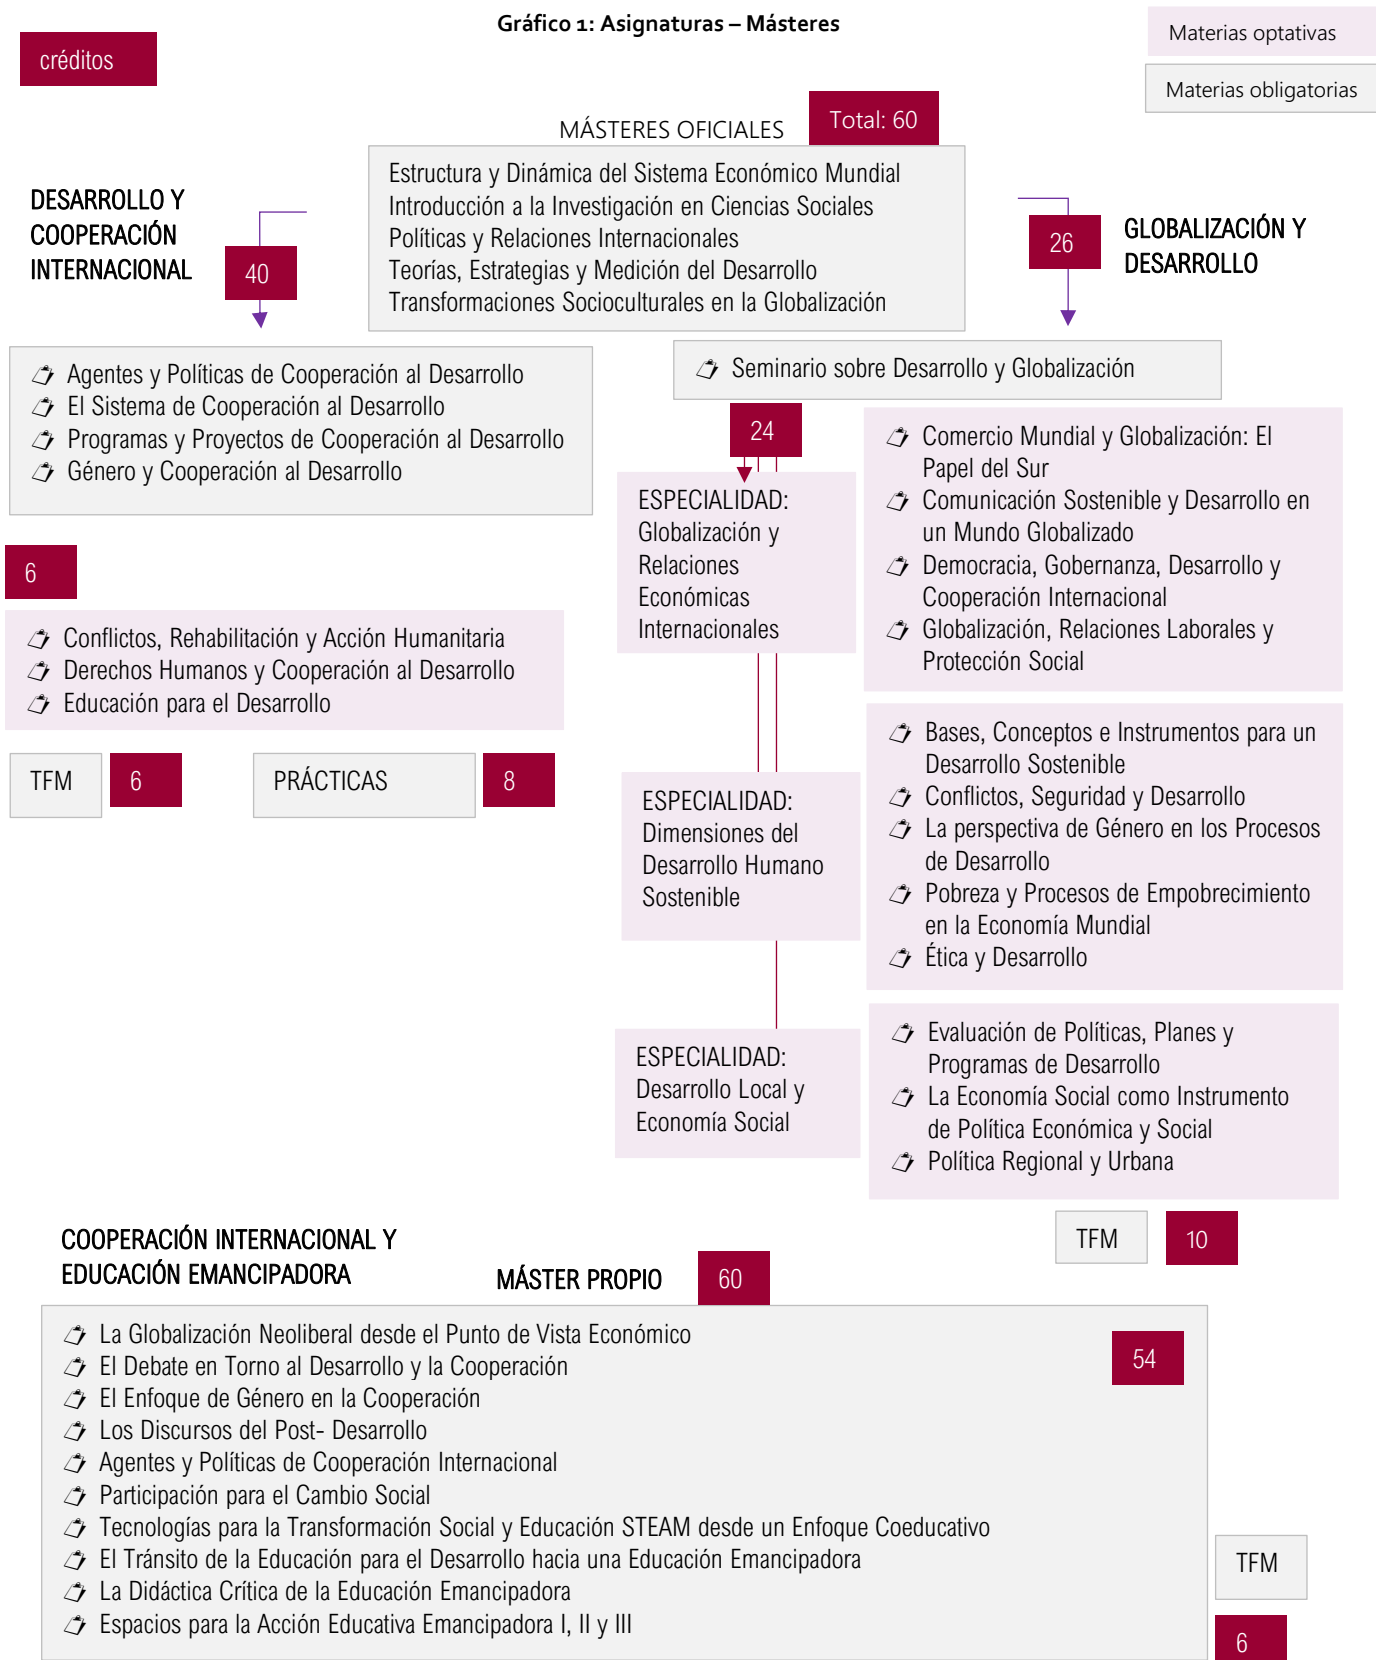 Gráfico 1: Asignaturas – Másteres
Materias optativas
créditos
Materias obligatorias
MÁSTERES OFICIALES
Total: 60
Estructura y Dinámica del Sistema Económico Mundial
Introducción a la Investigación en Ciencias Sociales
Políticas y Relaciones Internacionales
Teorías, Estrategias y Medición del Desarrollo
Transformaciones Socioculturales en la Globalización
DESARROLLO Y
COOPERACIÓN
INTERNACIONAL
40
26
GLOBALIZACIÓN Y
DESARROLLO
Agentes y Políticas de Cooperación al Desarrollo
El Sistema de Cooperación al Desarrollo
Programas y Proyectos de Cooperación al Desarrollo
Género y Cooperación al Desarrollo
6
Conflictos, Rehabilitación y Acción Humanitaria
Derechos Humanos y Cooperación al Desarrollo
Educación para el Desarrollo
TFM
6
PRÁCTICAS
8
Seminario sobre Desarrollo y Globalización
24
ESPECIALIDAD:
Globalización y
Relaciones
Económicas
Internacionales
Comercio Mundial y Globalización: El
Papel del Sur
Comunicación Sostenible y Desarrollo en
un Mundo Globalizado
Democracia, Gobernanza, Desarrollo y
Cooperación Internacional
Globalización, Relaciones Laborales y
Protección Social
ESPECIALIDAD:
Dimensiones del
Desarrollo Humano
Sostenible
Bases, Conceptos e Instrumentos para un
Desarrollo Sostenible
Conflictos, Seguridad y Desarrollo
La perspectiva de Género en los Procesos
de Desarrollo
Pobreza y Procesos de Empobrecimiento
en la Economía Mundial
Ética y Desarrollo
ESPECIALIDAD:
Desarrollo Local y
Economía Social
Evaluación de Políticas, Planes y
Programas de Desarrollo
La Economía Social como Instrumento
de Política Económica y Social
Política Regional y Urbana
TFM
10
COOPERACIÓN INTERNACIONAL Y
EDUCACIÓN EMANCIPADORA
MÁSTER PROPIO
60
La Globalización Neoliberal desde el Punto de Vista Económico
El Debate en Torno al Desarrollo y la Cooperación
El Enfoque de Género en la Cooperación
Los Discursos del Post- Desarrollo
Agentes y Políticas de Cooperación Internacional
Participación para el Cambio Social
Tecnologías para la Transformación Social y Educación STEAM desde un Enfoque Coeducativo
El Tránsito de la Educación para el Desarrollo hacia una Educación Emancipadora
La Didáctica Crítica de la Educación Emancipadora
Espacios para la Acción Educativa Emancipadora I, II y III
54
TFM
6